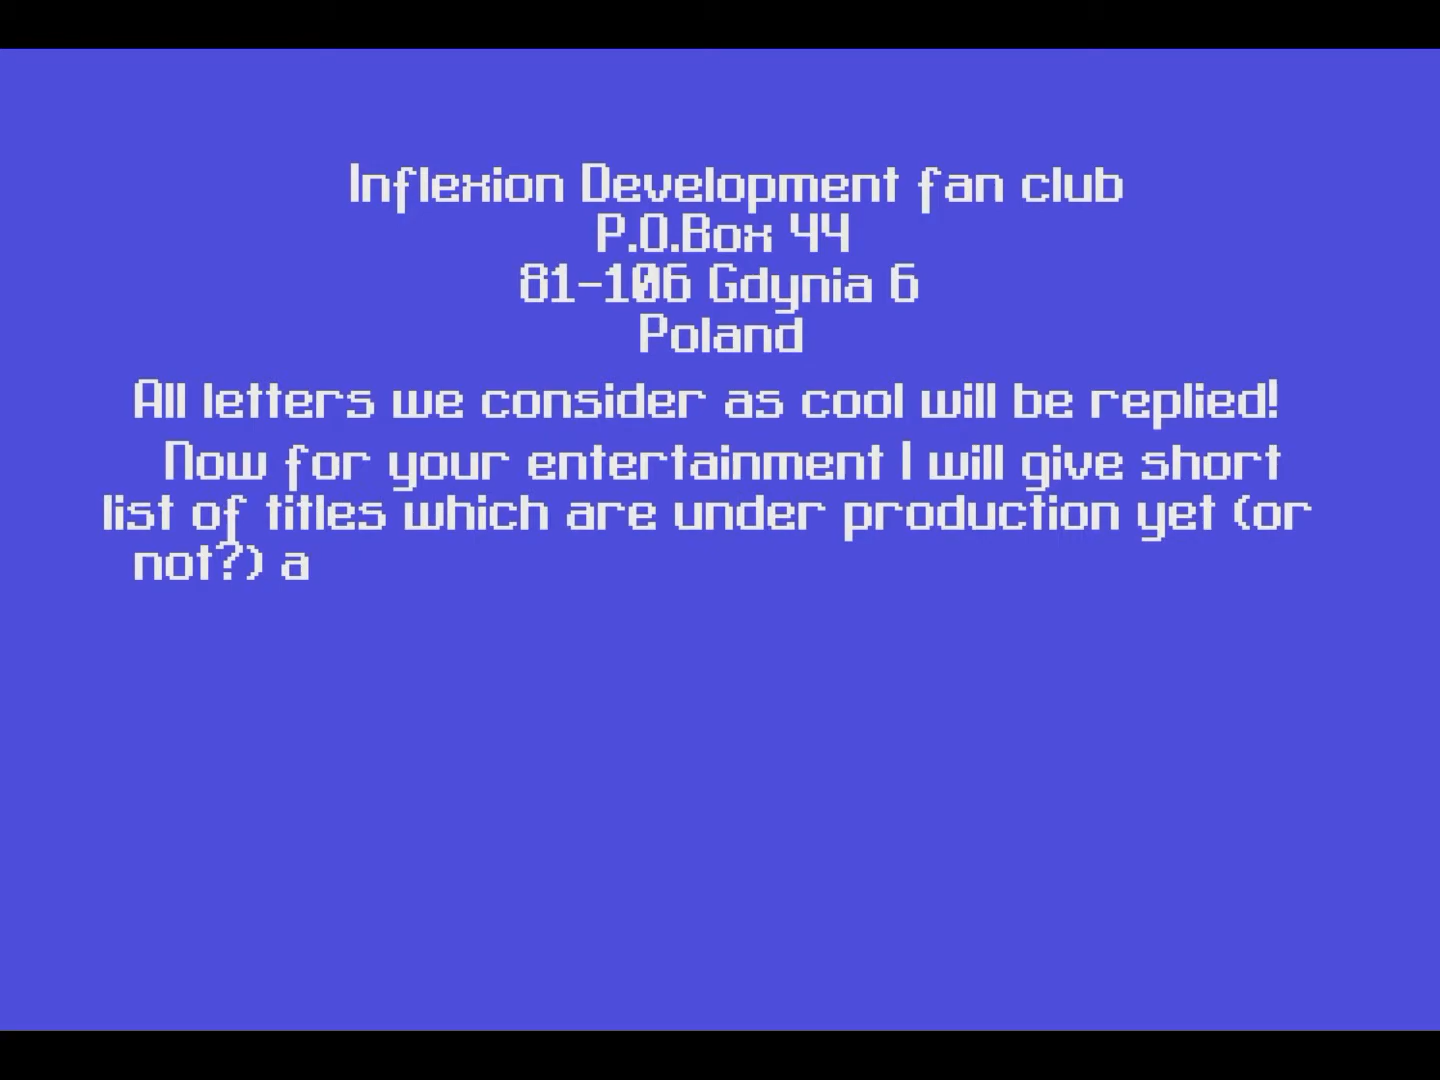 Inflexion Development fan club
P.O.Box 44
81-106 Gdynia 6
Poland
All letters we consider as cool will be replied!
Now for your entertainment I will give short
list of titles which are under production yet (or
not?) a